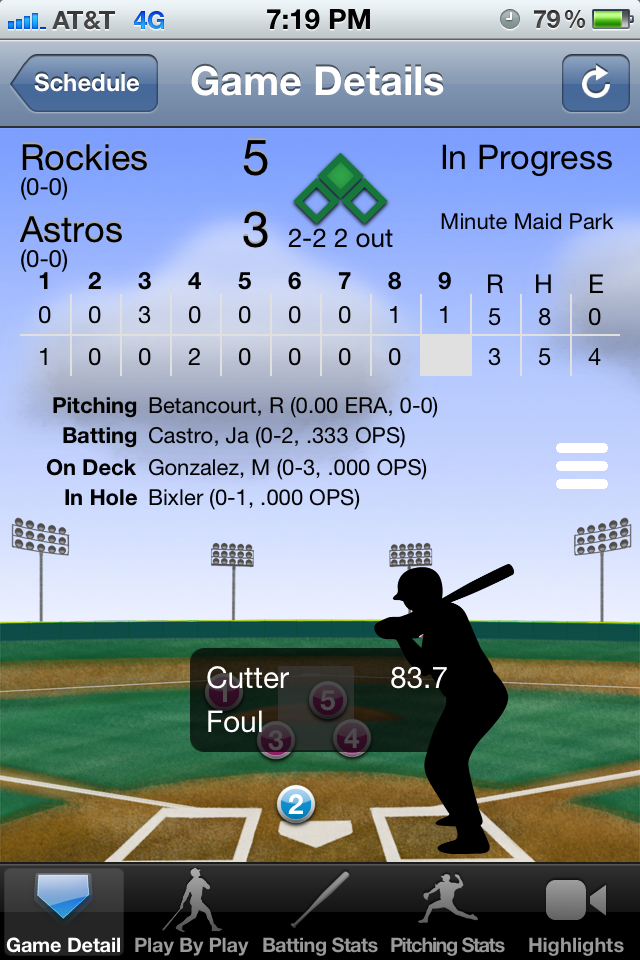 AT&T 4G 7:19 PM 79%
Schedule Game Details
Rockies 5 In Progress
(0-0)
Astros 3 Minute Maid Park
(0-0) 2-2 2 out
1 2 3 4 5 6 7 8 9 R H E
0 0 3 0 0 0 0 1 1 5 8 0
1 0 0 2 0 0 0 0 3 5 4
Pitching Betancourt, R (0.00 ERA, 0-0)
Batting Castro, Ja (0-2, .333 OPS)
On Deck Gonzalez, M (0-3, .000 OPS)
In Hole Bixler (0-1, .000 OPS)
Cutter 83.7
1 5
Foul
3 4
2
Game Detail Play By Play Batting Stats Pitching Stats Highlights